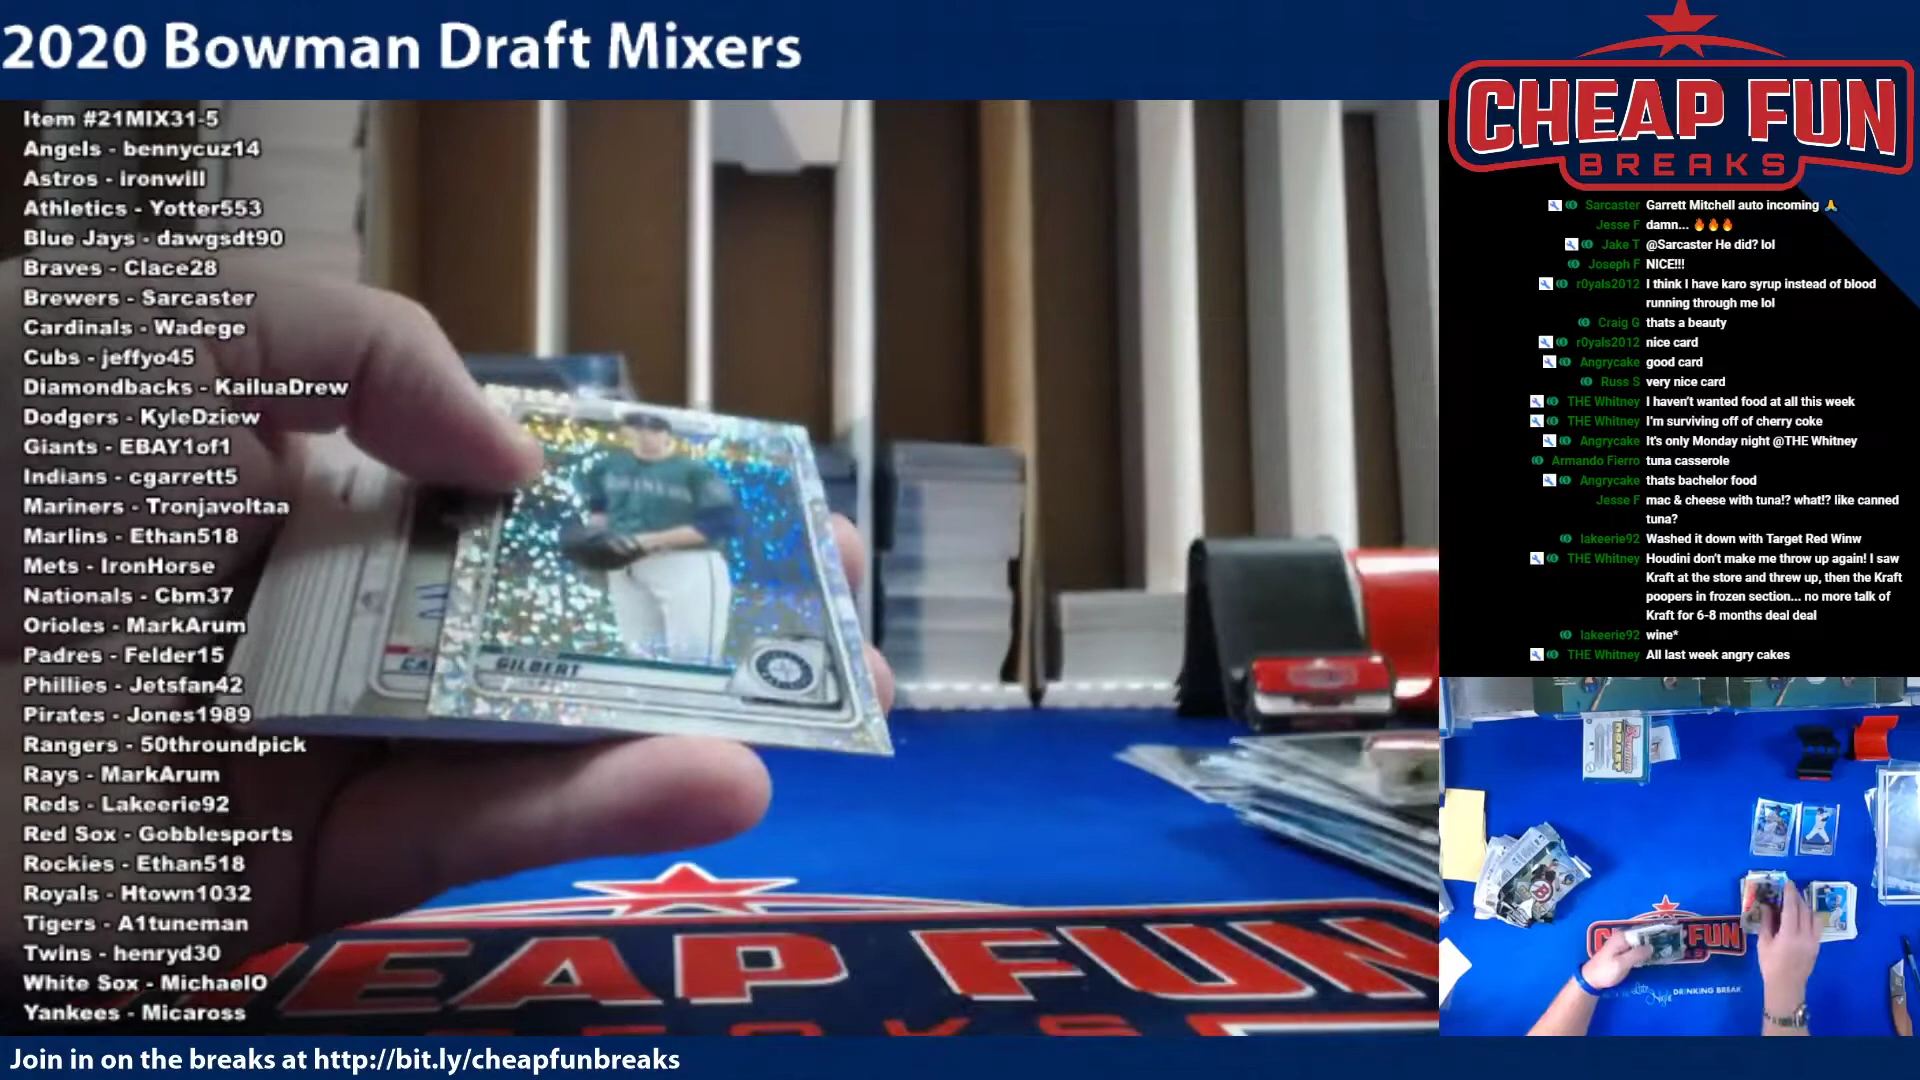 2020 Bowman Draft Mixers
Item #21MIX31-5
Angels - bennycuz14
Astros - ironwill
Athletics - Yotter553
Blue Jays - dawgsdt90
Braves - Clace28
Brewers - Sarcaster
Cardinals - Wadege
Cubs - jeffyo45
Diamondbacks - KailuaDrew
Dodgers - KyleDziew
Giants - EBAY1of1
Indians - cgarrett5
Mariners - Tronjavoltaa
Marlins - Ethan518
Mets - IronHorse
Nationals - Cbm37
Orioles - MarkArum
Padres - Felder15
Phillies - Jetsfan42
Pirates - Jones1989
Rangers - 50throundpick
Rays - MarkArum
Reds - Lakeerie92
Red Sox - Gobblesports
Rockies - Ethan518
Royals - Htown1032
Tigers - A1tuneman
Twins - henryd30
White Sox - MichaelO
Yankees - Micaross
CA
GILBERT
EAP FUN
CHEAP FUN
BREAKS
Sarcaster Garrett Mitchell auto incoming 🙏
Jesse F damn... 🔥🔥🔥
Jake T @Sarcaster He did? lol
Joseph F NICE!!!
r0yals2012 I think I have karo syrup instead of blood
running through me lol
Craig G thats a beauty
r0yals2012 nice card
Angrycake good card
Russ S very nice card
THE Whitney I haven't wanted food at all this week
THE Whitney I'm surviving off of cherry coke
Angrycake It's only Monday night @THE Whitney
Armando Fierro tuna casserole
Angrycake thats bachelor food
Jesse F mac & cheese with tuna!? what!? like canned
tuna?
lakeerie92 Washed it down with Target Red Winw
THE Whitney Houdini don't make me throw up again! I saw
Kraft at the store and threw up, then the Kraft
poopers in frozen section... no more talk of
Kraft for 6-8 months deal deal
lakeerie92 wine*
THE Whitney All last week angry cakes
FUN
DRINKING BREAK
Join in on the breaks at http://bit.ly/cheapfunbreaks